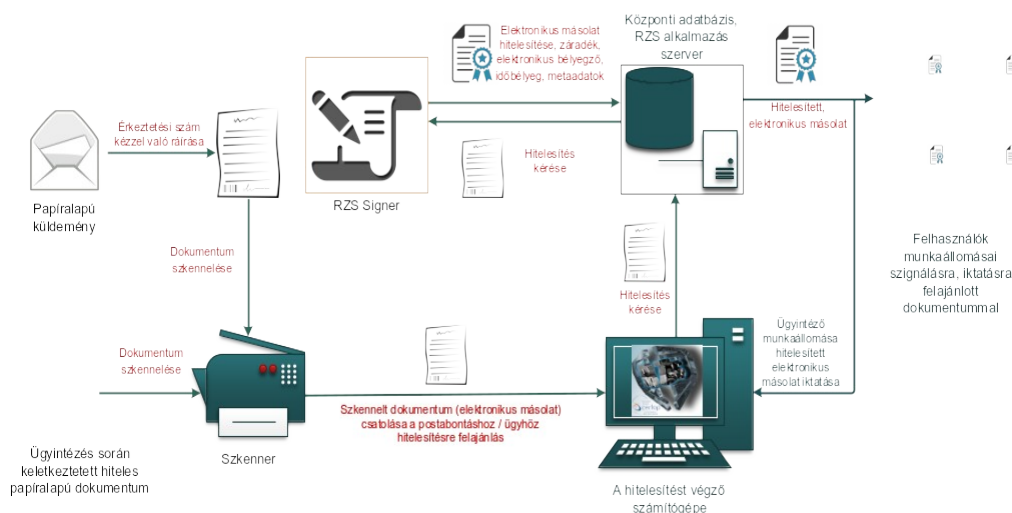 Elektronikus másolat
hitelesítése, záradék,
elektronikus bélyegző,
időbélyeg, metaadatok
Központi adatbázis,
RZS alkalmazás
szerver
Érkeztetési szám
kézzel való ráírása
Hitelesítés
kérése
Hitelesített,
elektronikus másolat
Papíralapú
küldemény
RZS Signer
Dokumentum
szkennelése
Hitelesítés
kérése
Felhasználók
munkaállomásai
szignálásra, iktatásra
felajánlott
dokumentummal
Dokumentum
szkennelése
Ügyintéző
munkaállomása
hitelesített
elektronikus
másolat iktatása
Szkennelt dokumentum (elektronikus másolat)
csatolása a postabontáshoz / ügyhöz
hitelesítésre felajánlás
Ügyintézés során
keletkeztetett hiteles
papíralapú dokumentum
Szkenner
A hitelesítést végző
számítógépe